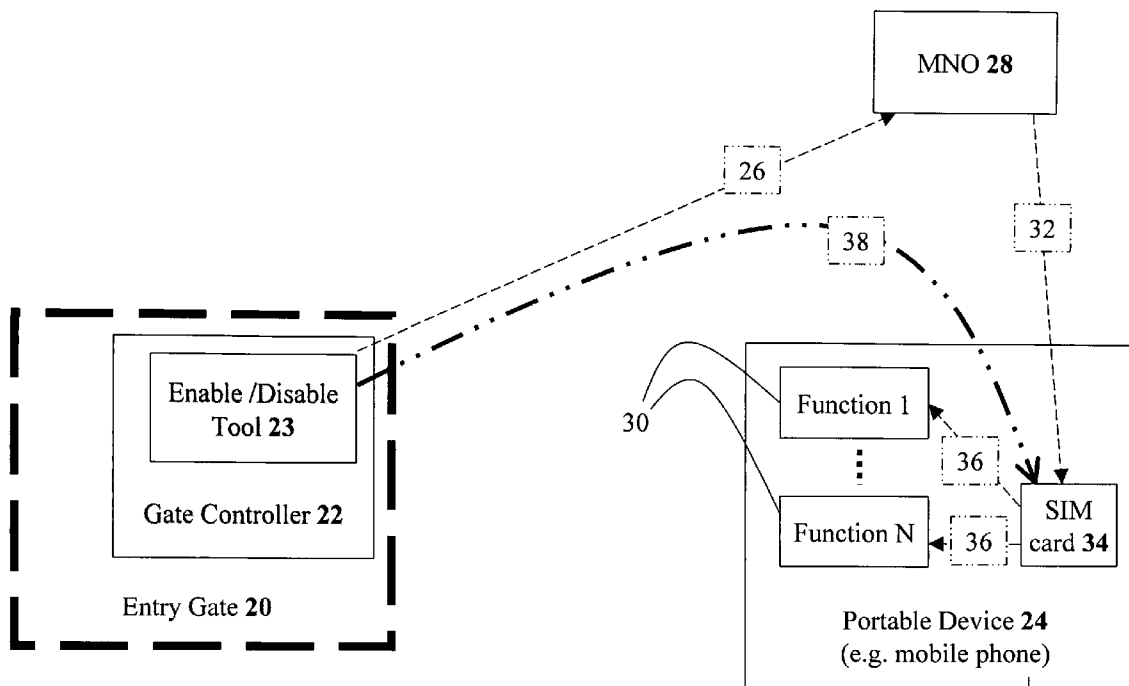 MNO 28
26
32
38
Enable /Disable
Tool 23
Gate Controller 22
Entry Gate 20
30
Function 1
36
Function N
36
SIM
card 34
Portable Device 24
(e.g. mobile phone)